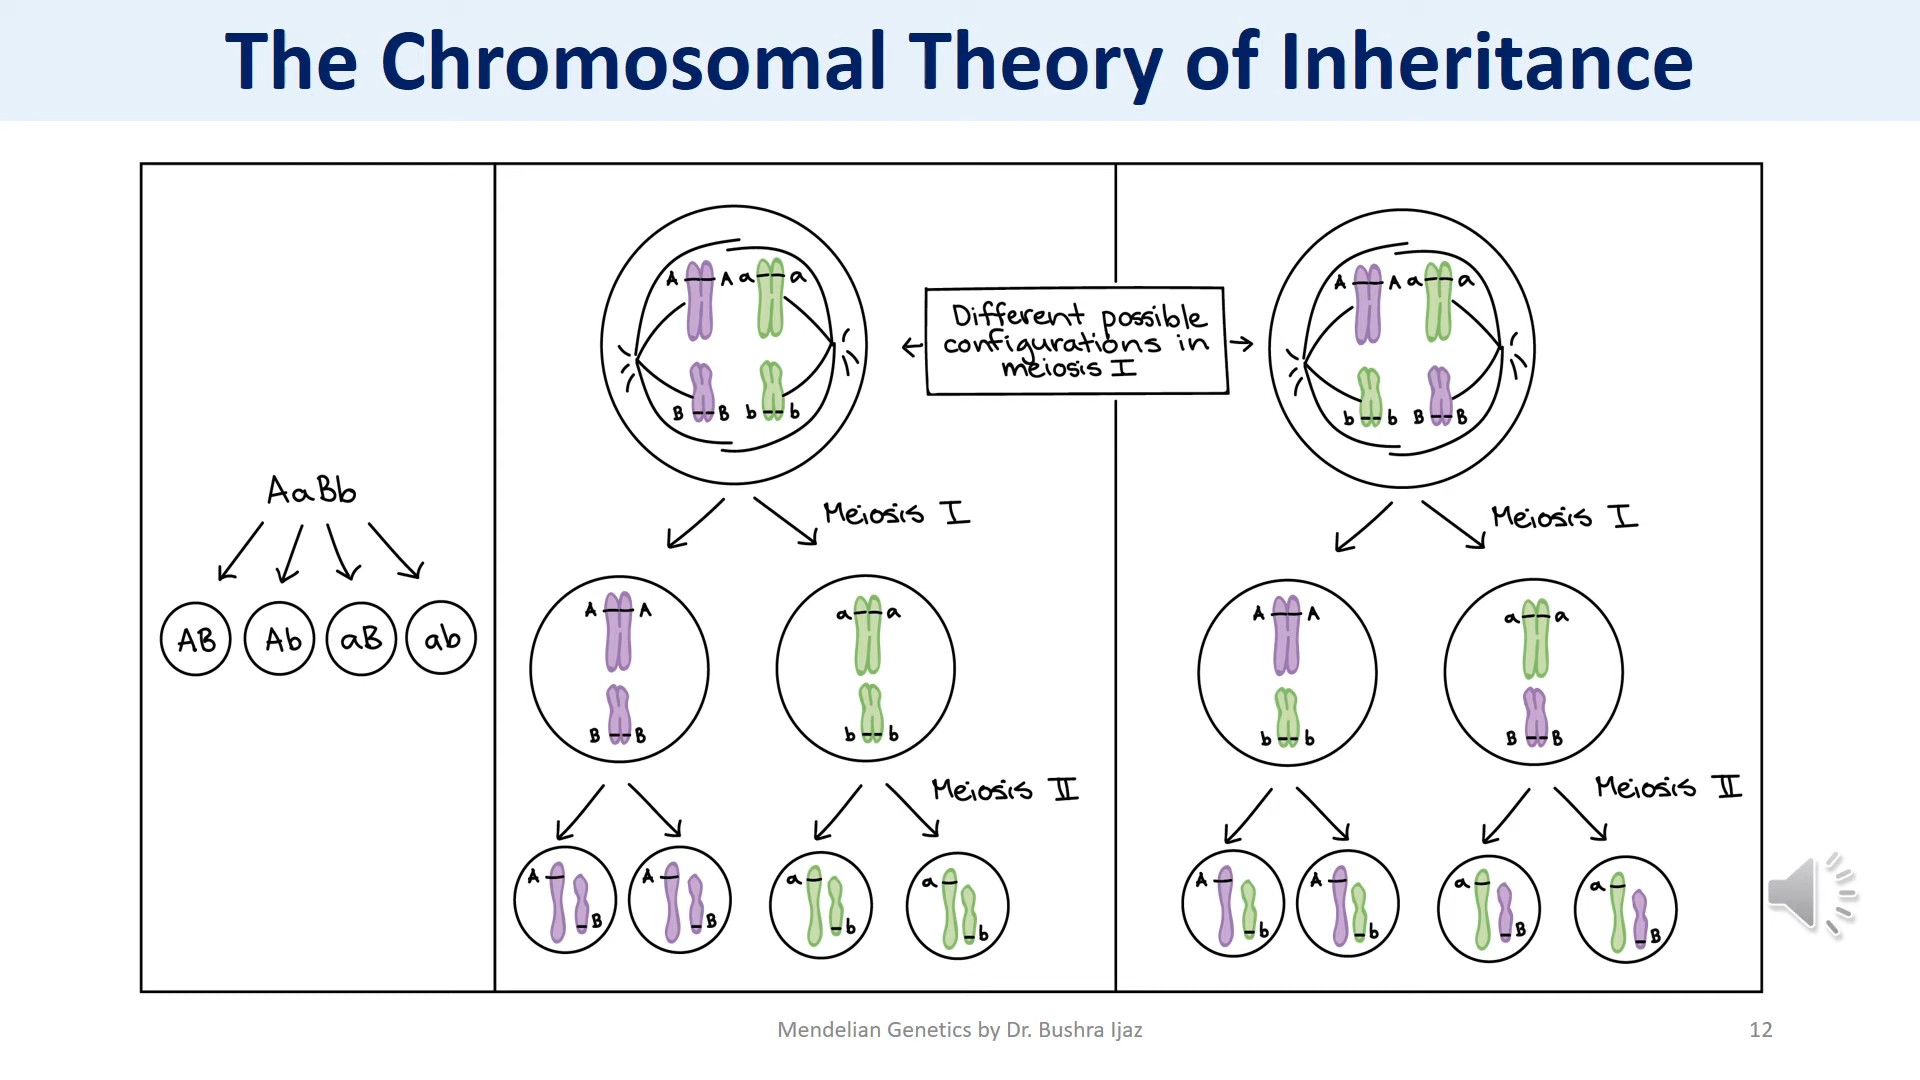 The Chromosomal Theory of Inheritance
AaBb
AB Ab aB ab
A A a a
B B b b
Different possible
configurations in
meiosis I
A A a a
b b B B
Meiosis I
A A a a
B B b b
Meiosis II
A B A B a b a b
Meiosis I
A A a a
b b B B
Meiosis II
A b A b a B a B
Mendelian Genetics by Dr. Bushra Ijaz
12